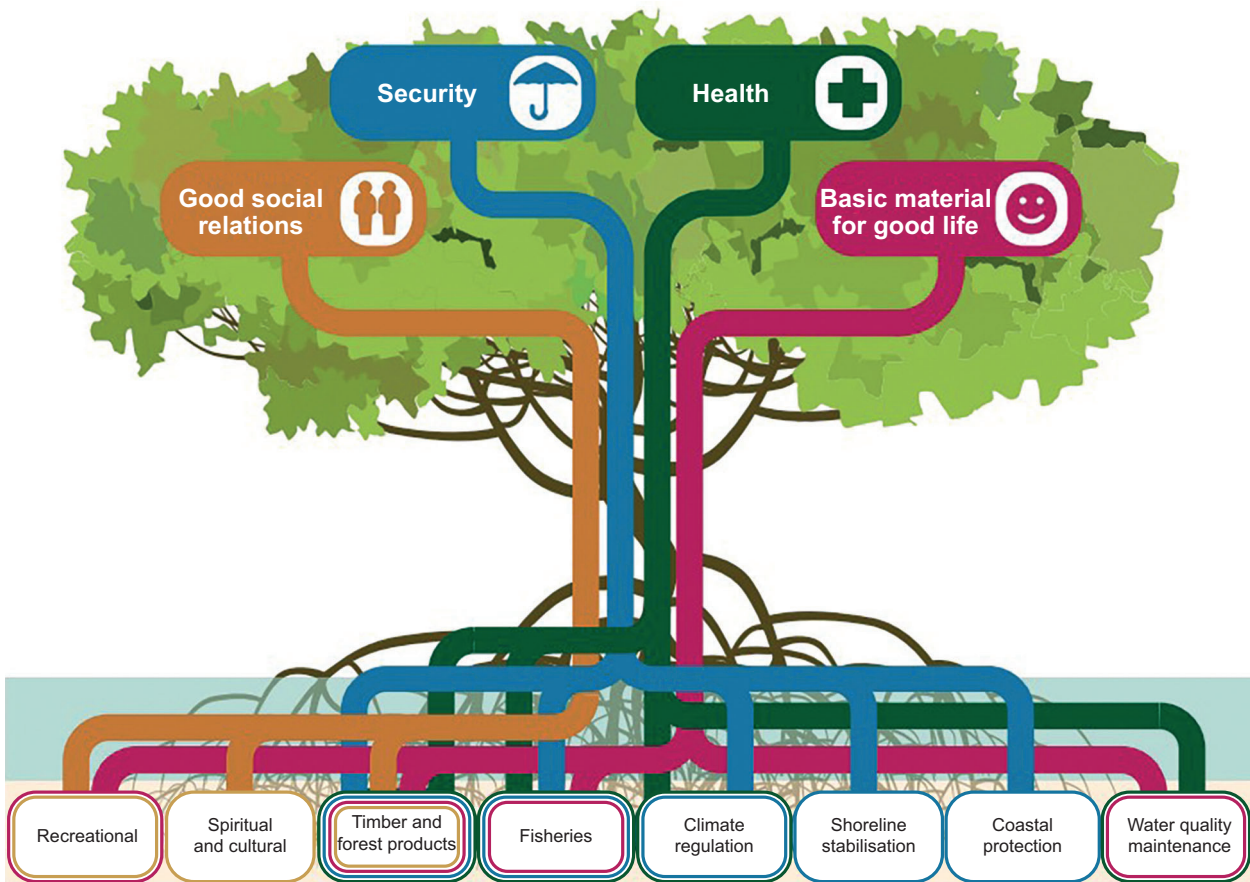 Security
Health
Good social
relations
Basic material
for good life
Recreational
Spiritual
and cultural
Timber and
forest products
Fisheries
Climate
regulation
Shoreline
stabilisation
Coastal
protection
Water quality
maintenance